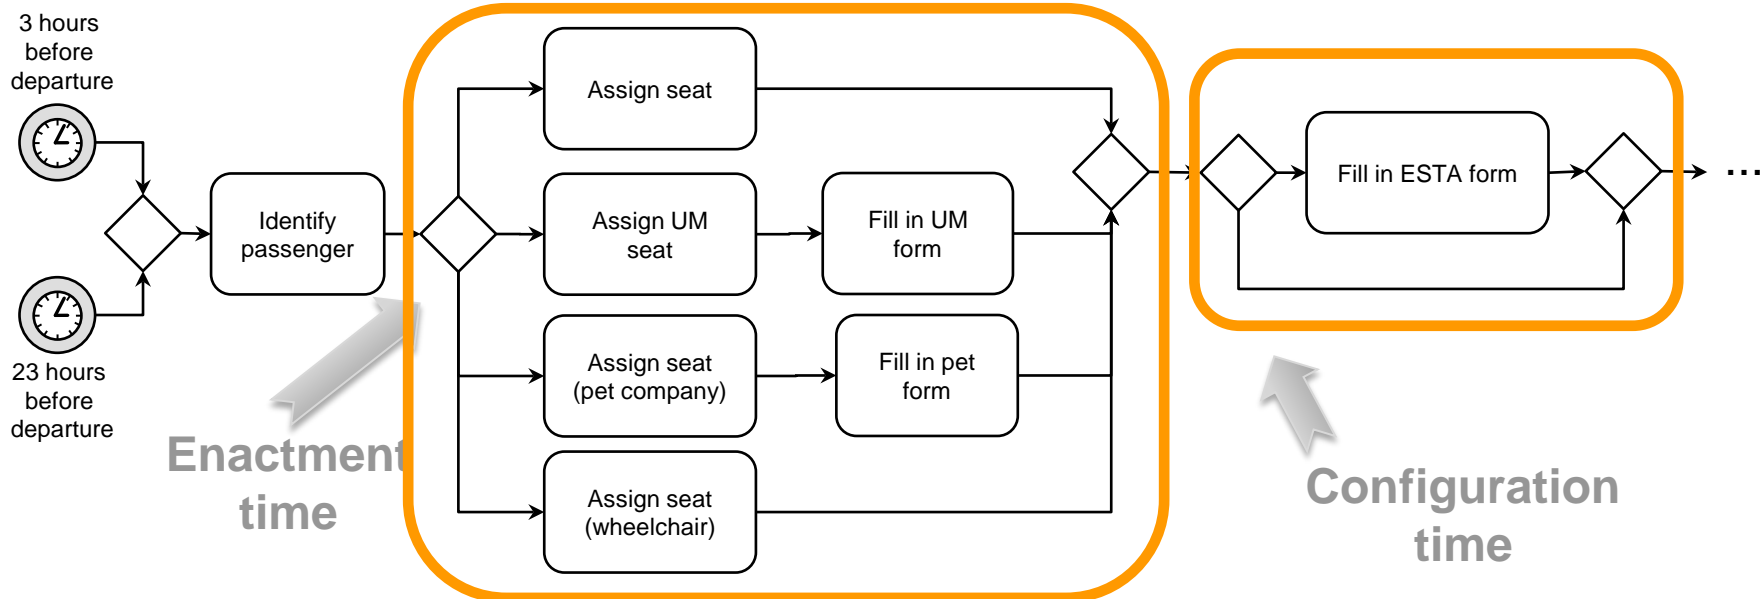 3 hours
before
departure
23 hours
before
departure
Identify
passenger
Enactment
time
Assign seat
Assign UM
seat
Fill in UM
form
Assign seat
(pet company)
Fill in pet
form
Assign seat
(wheelchair)
Fill in ESTA form
...
Configuration
time